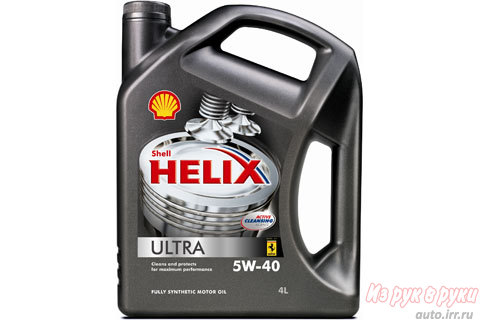 Shell
HELIX
ACTIVE
CLEANSING
ULTRA
Cleans and protects
for maximum performance
5W-40
FULLY SYNTHETIC MOTOR OIL
4L
Из рук в руки
auto.irr.ru